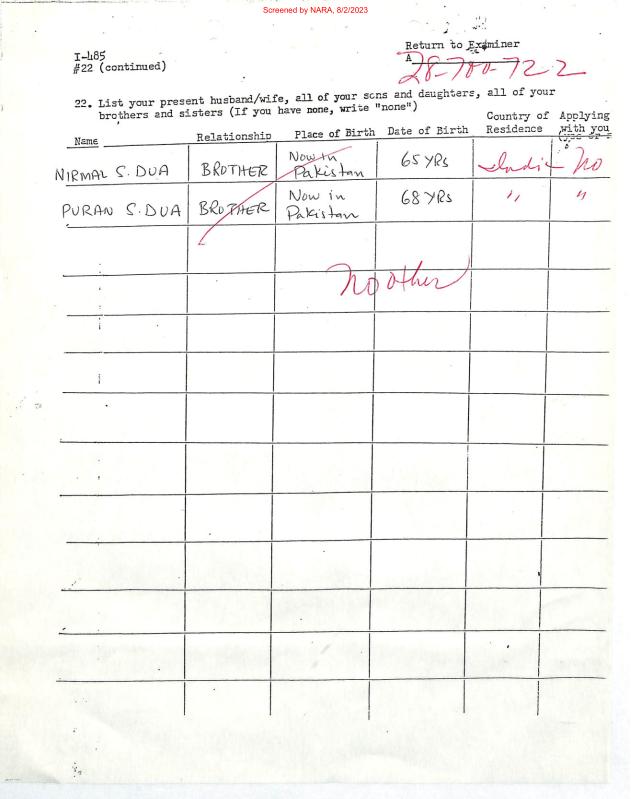 Screened by NARA, 8/2/2023
I-485
#22 (continued)
Return to Examiner
A 28-700-722
22. List your present husband/wife, all of your sons and daughters, all of your
brothers and sisters (If you have none, write "none")
Name Relationship Place of Birth Date of Birth Country of Residence Applying with you
NIRMAL S. DUA BROTHER Now in Pakistan 65 YRS India No
PURAN S. DUA BROTHER Now in Pakistan 68 YRS " "
No other